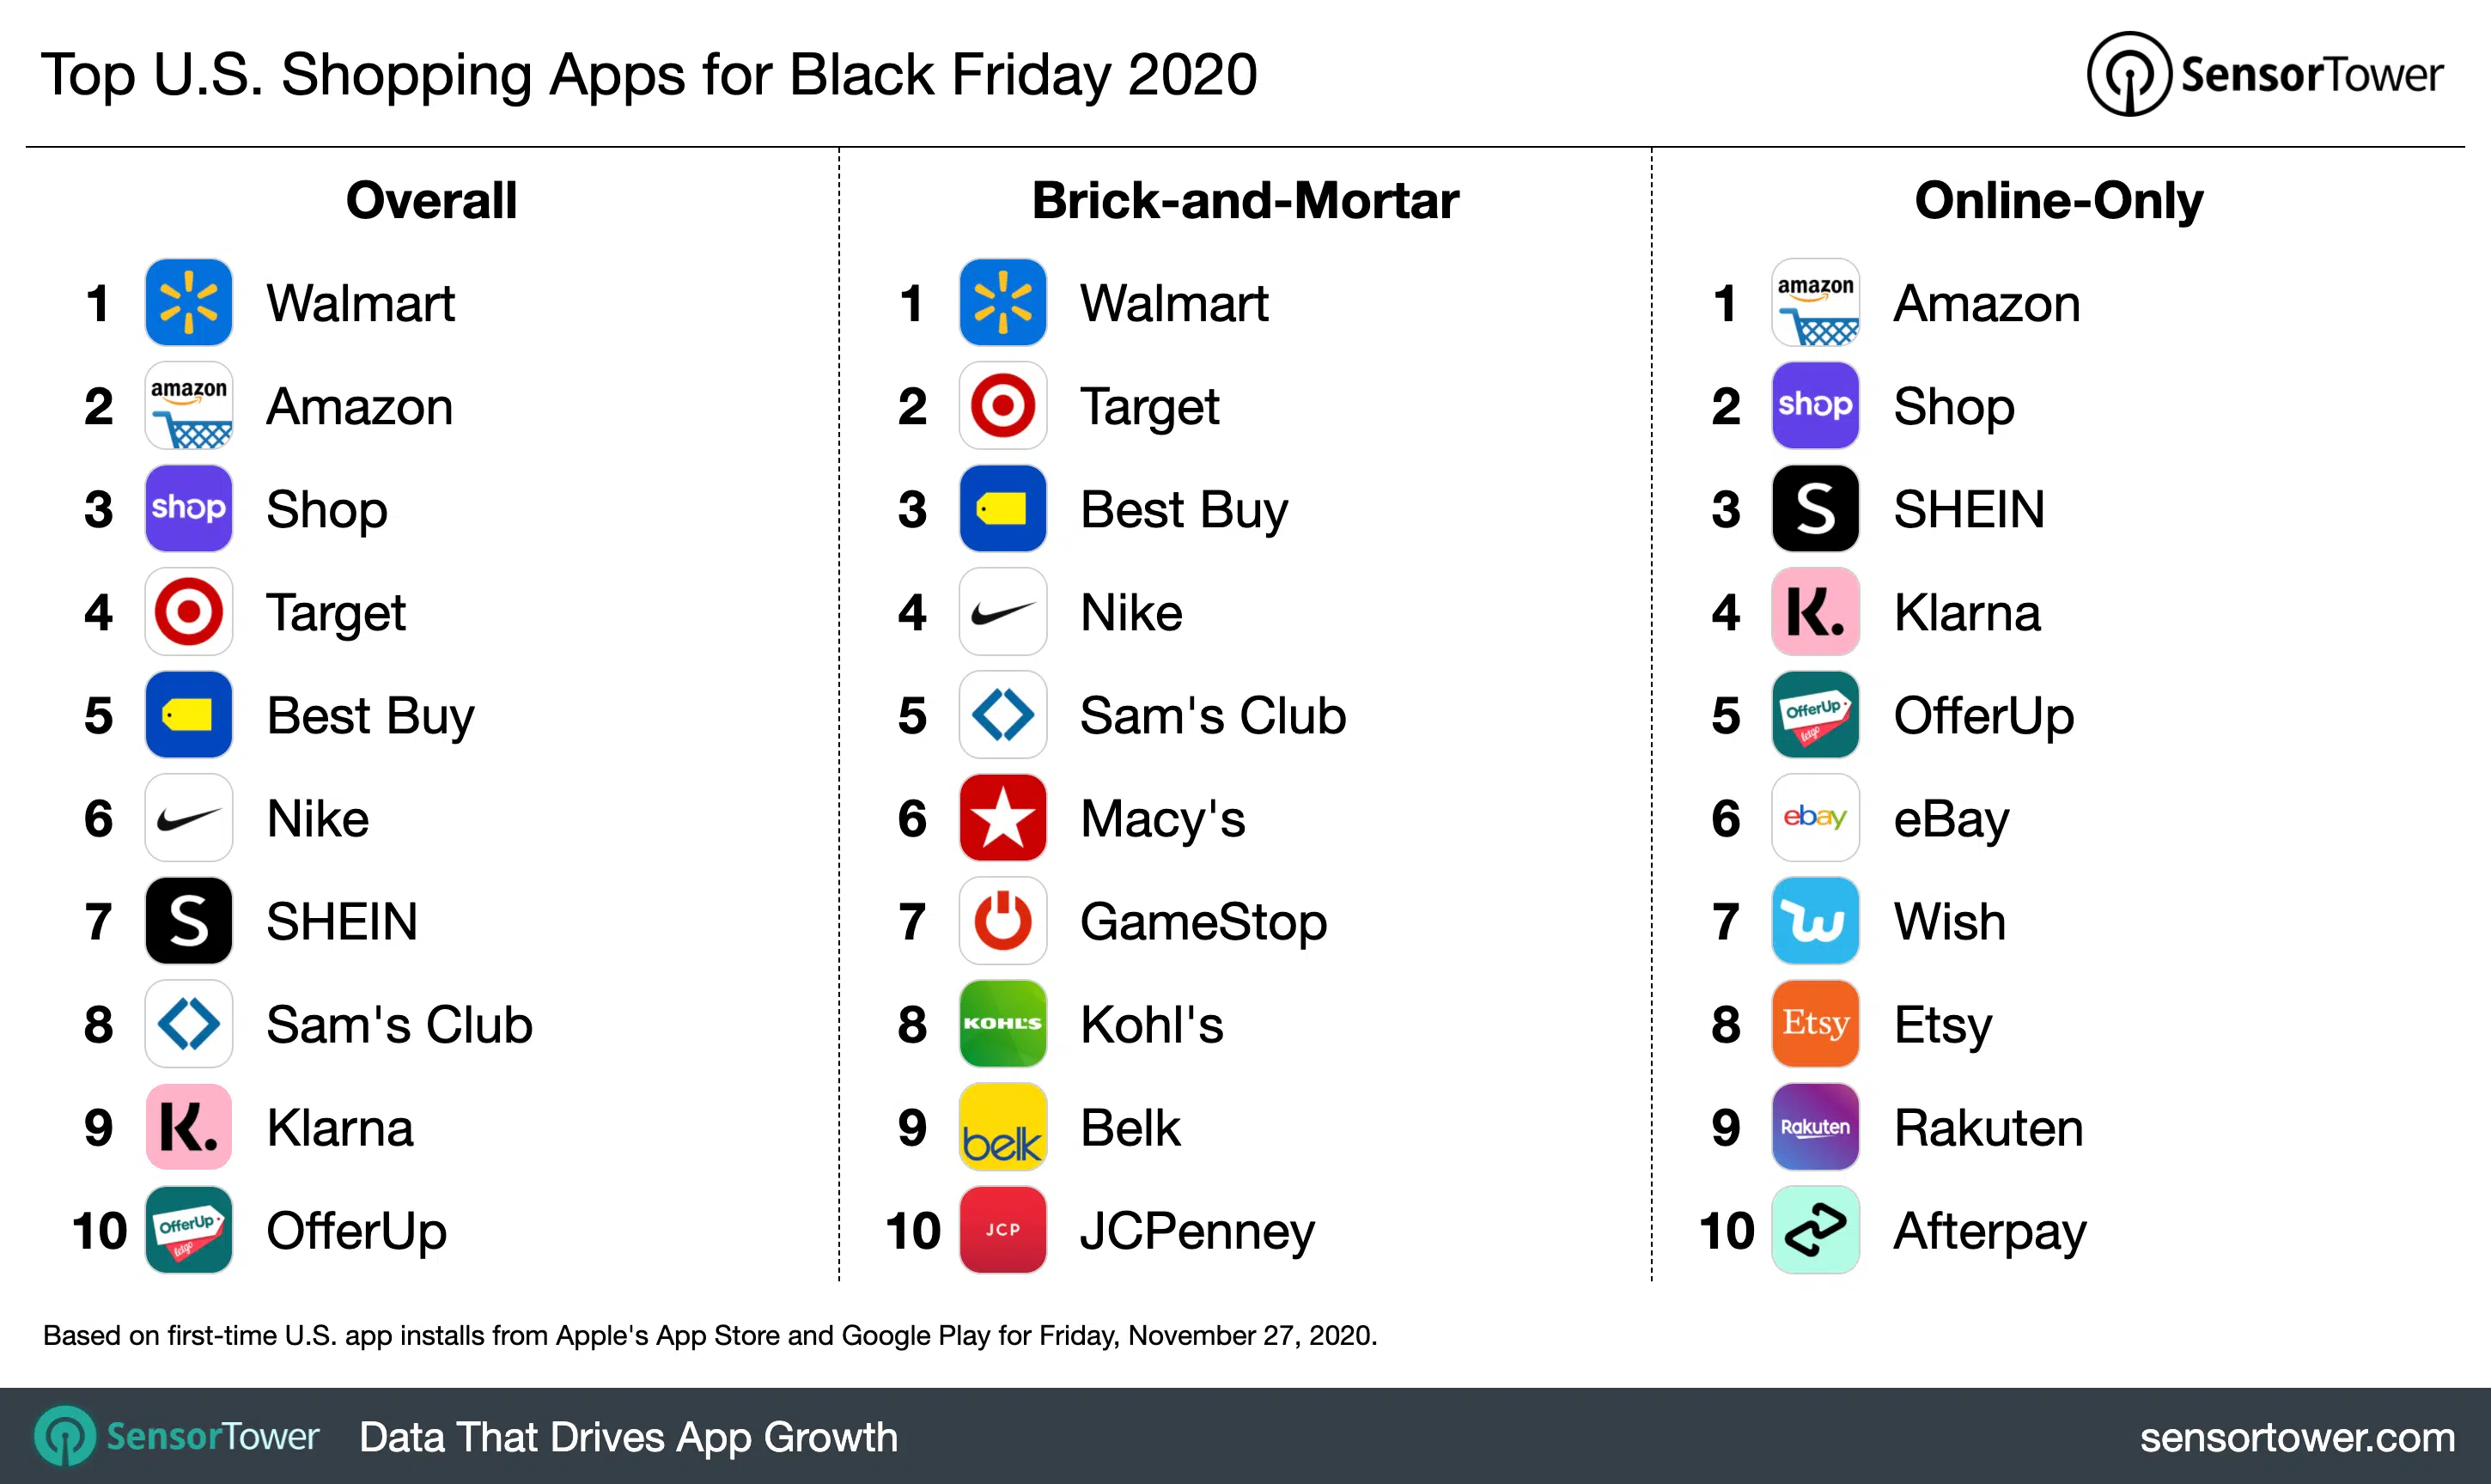 Top U.S. Shopping Apps for Black Friday 2020
SensorTower
Overall
1 Walmart
2 amazon Amazon
3 shop Shop
4 Target
5 Best Buy
6 Nike
7 S SHEIN
8 Sam's Club
9 K. Klarna
10 OfferUp letgo OfferUp
Brick-and-Mortar
1 Walmart
2 Target
3 Best Buy
4 Nike
5 Sam's Club
6 Macy's
7 GameStop
8 KOHL'S Kohl's
9 belk Belk
10 JCP JCPenney
Online-Only
1 amazon Amazon
2 shop Shop
3 S SHEIN
4 K. Klarna
5 OfferUp letgo OfferUp
6 ebay eBay
7 w Wish
8 Etsy Etsy
9 Rakuten Rakuten
10 Afterpay
Based on first-time U.S. app installs from Apple's App Store and Google Play for Friday, November 27, 2020.
SensorTower Data That Drives App Growth sensortower.com